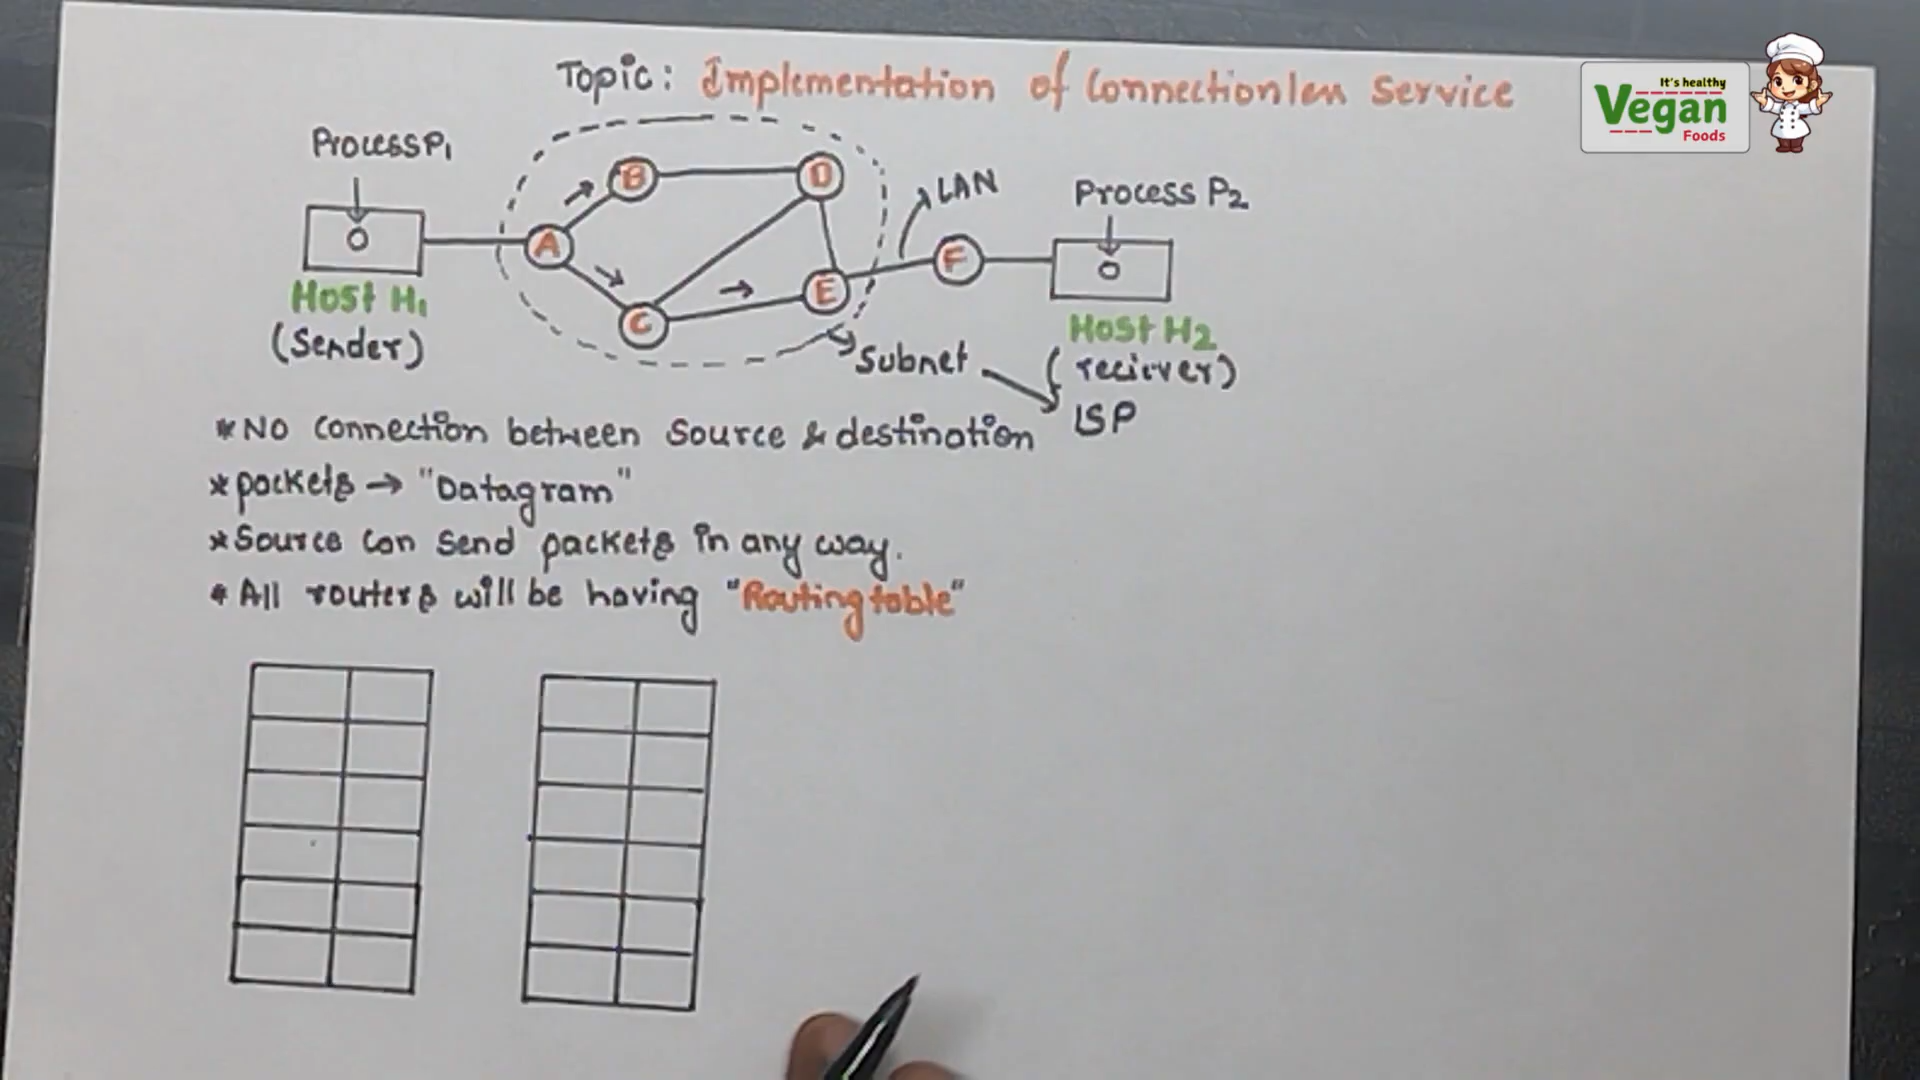 Topic: Implementation of Connectionless Service
It's healthy
Vegan
Foods
Process P1
B
D
LAN
Process P2
A
F
E
C
Host H1
(Sender)
Host H2
(reciever)
Subnet
ISP
*No connection between source & destination
*packets → "Datagram"
*Source can send packets in any way.
*All routers will be having "Routing table"